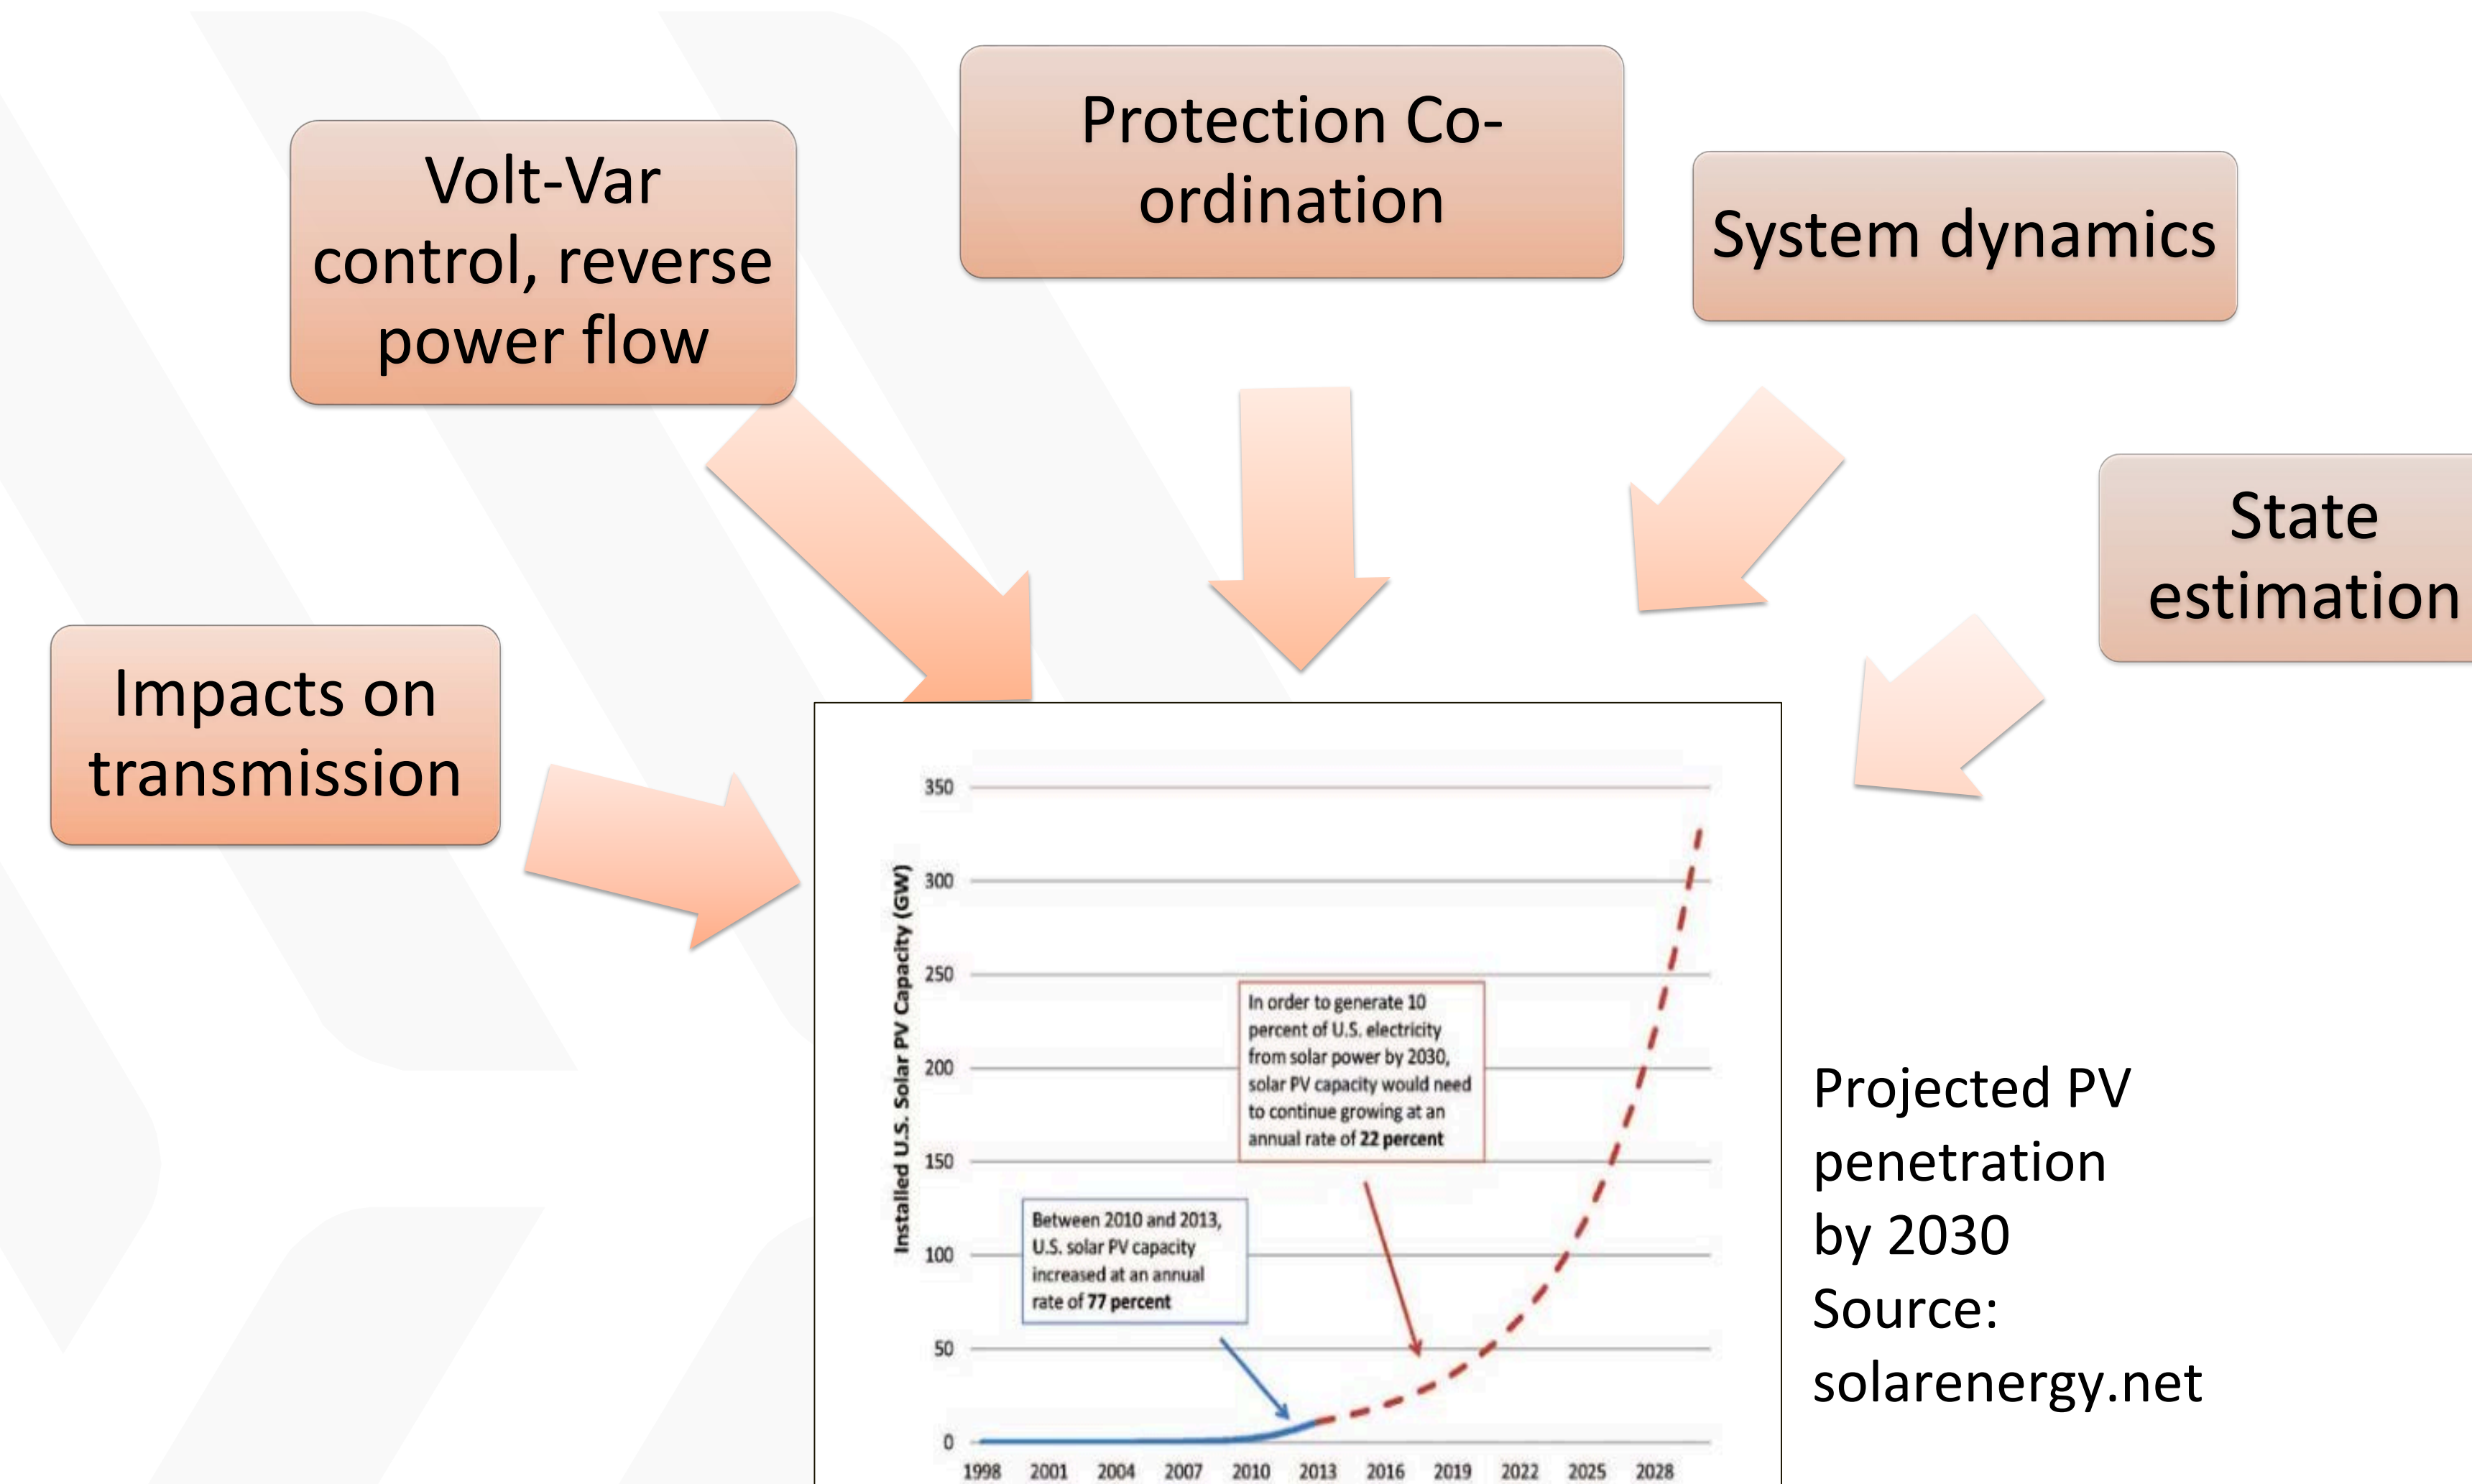 Protection Co-
ordination
Volt-Var
control, reverse
power flow
System dynamics
State
estimation
Impacts on
transmission
Installed U.S. Solar PV Capacity (GW)
350
300
250
200
150
100
50
0
In order to generate 10
percent of U.S. electricity
from solar power by 2030,
solar PV capacity would need
to continue growing at an
annual rate of 22 percent
Between 2010 and 2013,
U.S. solar PV capacity
increased at an annual
rate of 77 percent
1998 2001 2004 2007 2010 2013 2016 2019 2022 2025 2028
Projected PV
penetration
by 2030
Source:
solarenergy.net